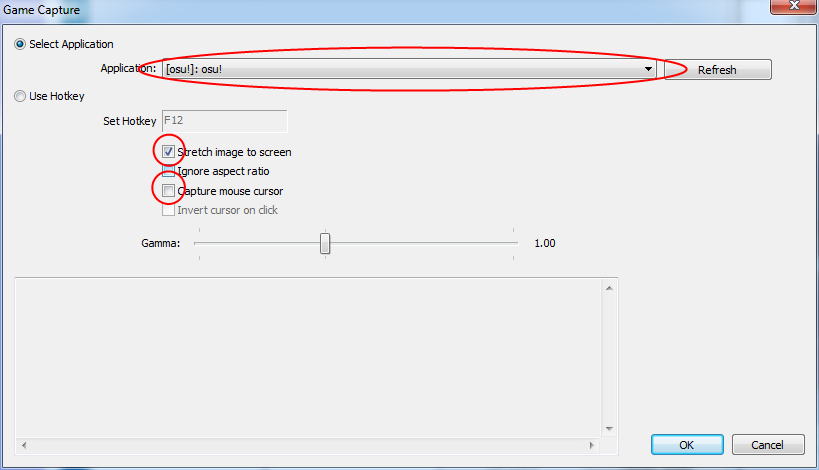 Game Capture
Select Application
Application: [osu!]: osu! Refresh
Use Hotkey
Set Hotkey F12
Stretch image to screen
Ignore aspect ratio
Capture mouse cursor
Invert cursor on click
Gamma: 1.00
OK Cancel